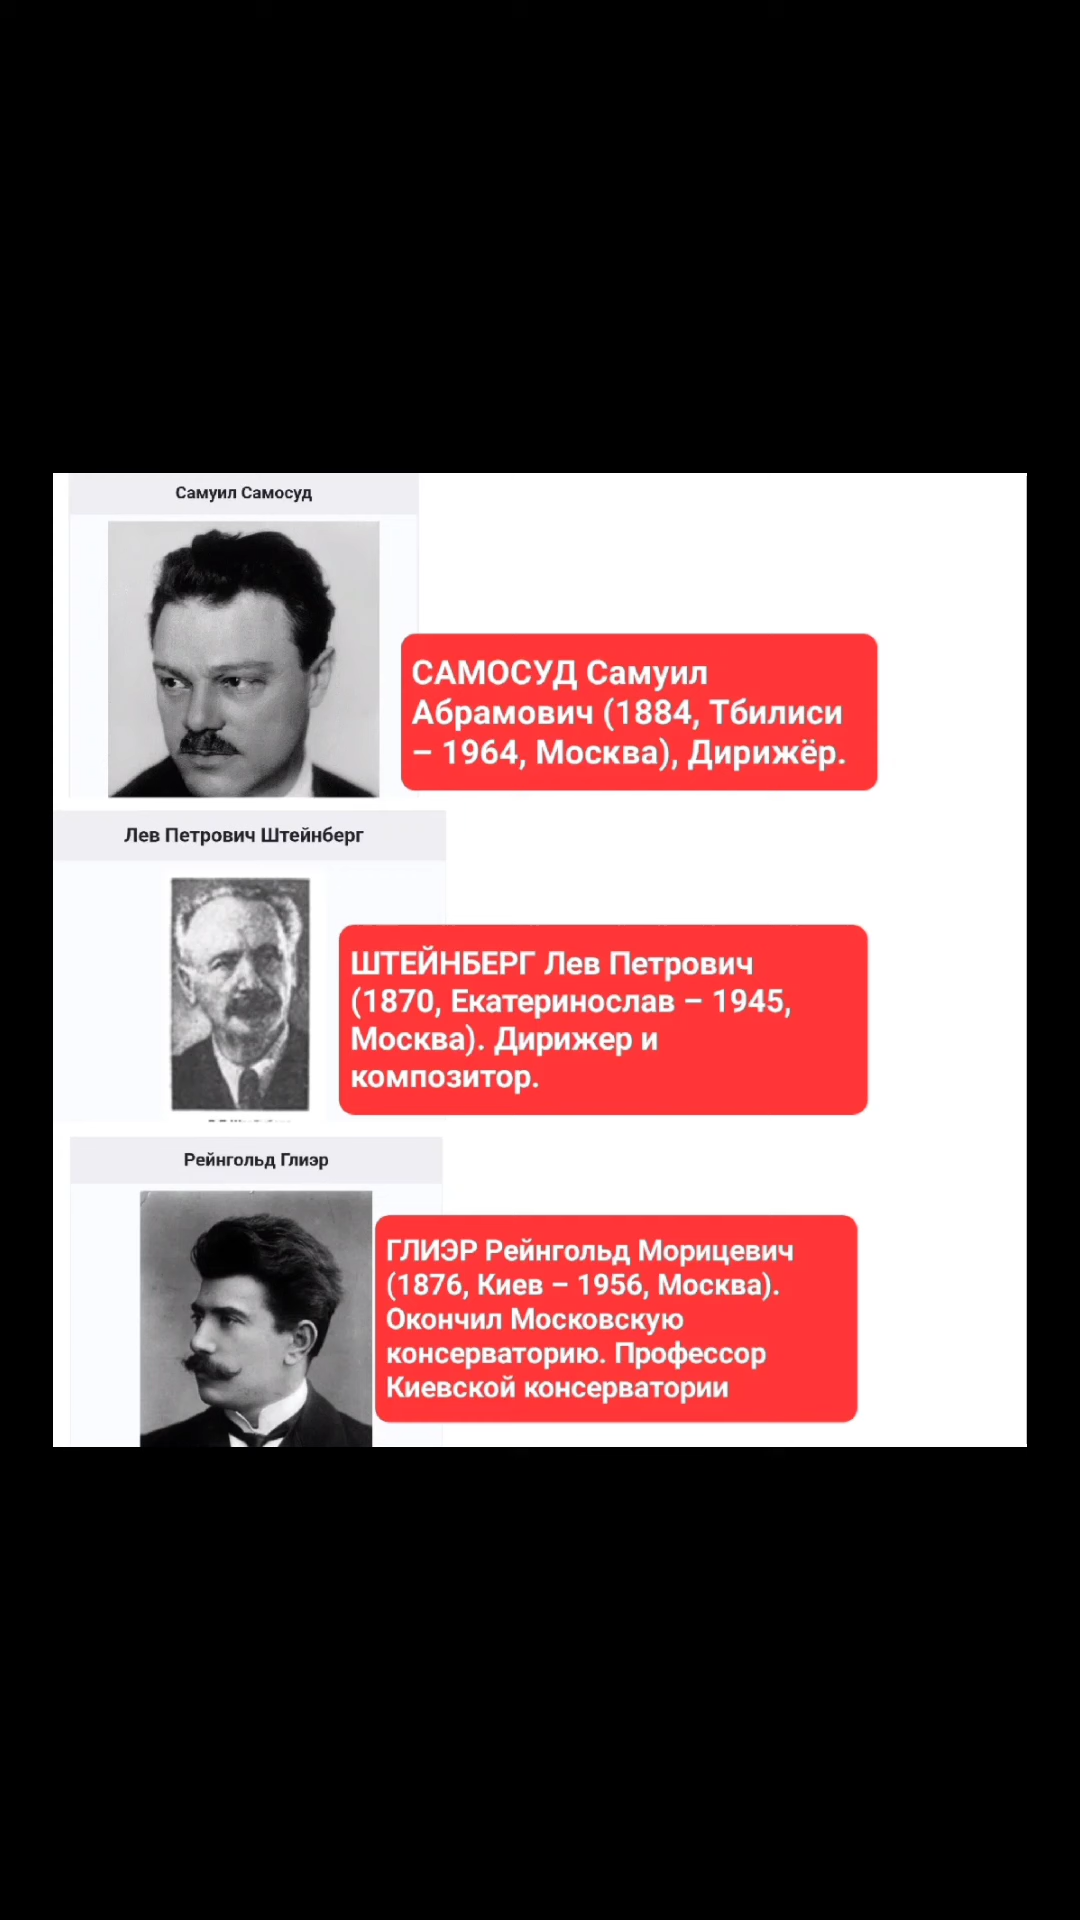 Самуил Самосуд
САМОСУД Самуил
Абрамович (1884, Тбилиси
– 1964, Москва), Дирижёр.
Лев Петрович Штейнберг
ШТЕЙНБЕРГ Лев Петрович
(1870, Екатеринослав – 1945,
Москва). Дирижер и
композитор.
Рейнгольд Глиэр
ГЛИЭР Рейнгольд Морицевич
(1876, Киев – 1956, Москва).
Окончил Московскую
консерваторию. Профессор
Киевской консерватории